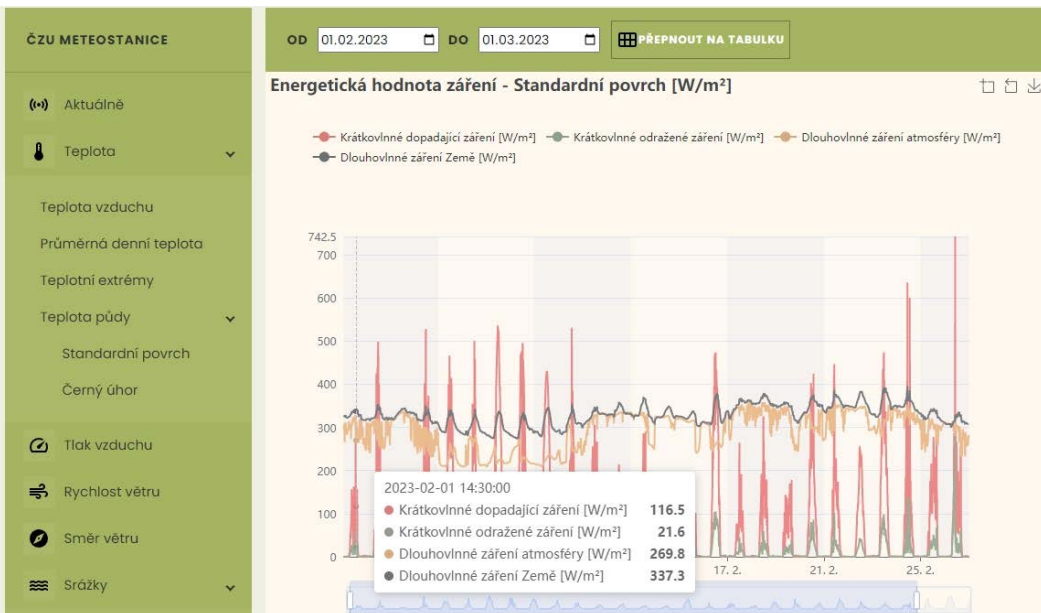 ČZU METEOSTANICE
OD 01.02.2023 DO 01.03.2023 PŘEPNOUT NA TABULKU
Aktuálně
Teplota
Teplota vzduchu
Průměrná denní teplota
Teplotní extrémy
Teplota půdy
Standardní povrch
Černý úhor
Tlak vzduchu
Rychlost větru
Směr větru
Srážky
Energetická hodnota záření - Standardní povrch [W/m²]
Krátkovlnné dopadající záření [W/m²] Krátkovlnné odražené záření [W/m²] Dlouhovlnné záření atmosféry [W/m²]
Dlouhovlnné záření Země [W/m²]
742.5
700
600
500
400
300
200
100
0
2023-02-01 14:30:00
Krátkovlnné dopadající záření [W/m²] 116.5
Krátkovlnné odražené záření [W/m²] 21.6
Dlouhovlnné záření atmosféry [W/m²] 269.8
Dlouhovlnné záření Země [W/m²] 337.3
17. 2. 21. 2. 25. 2.